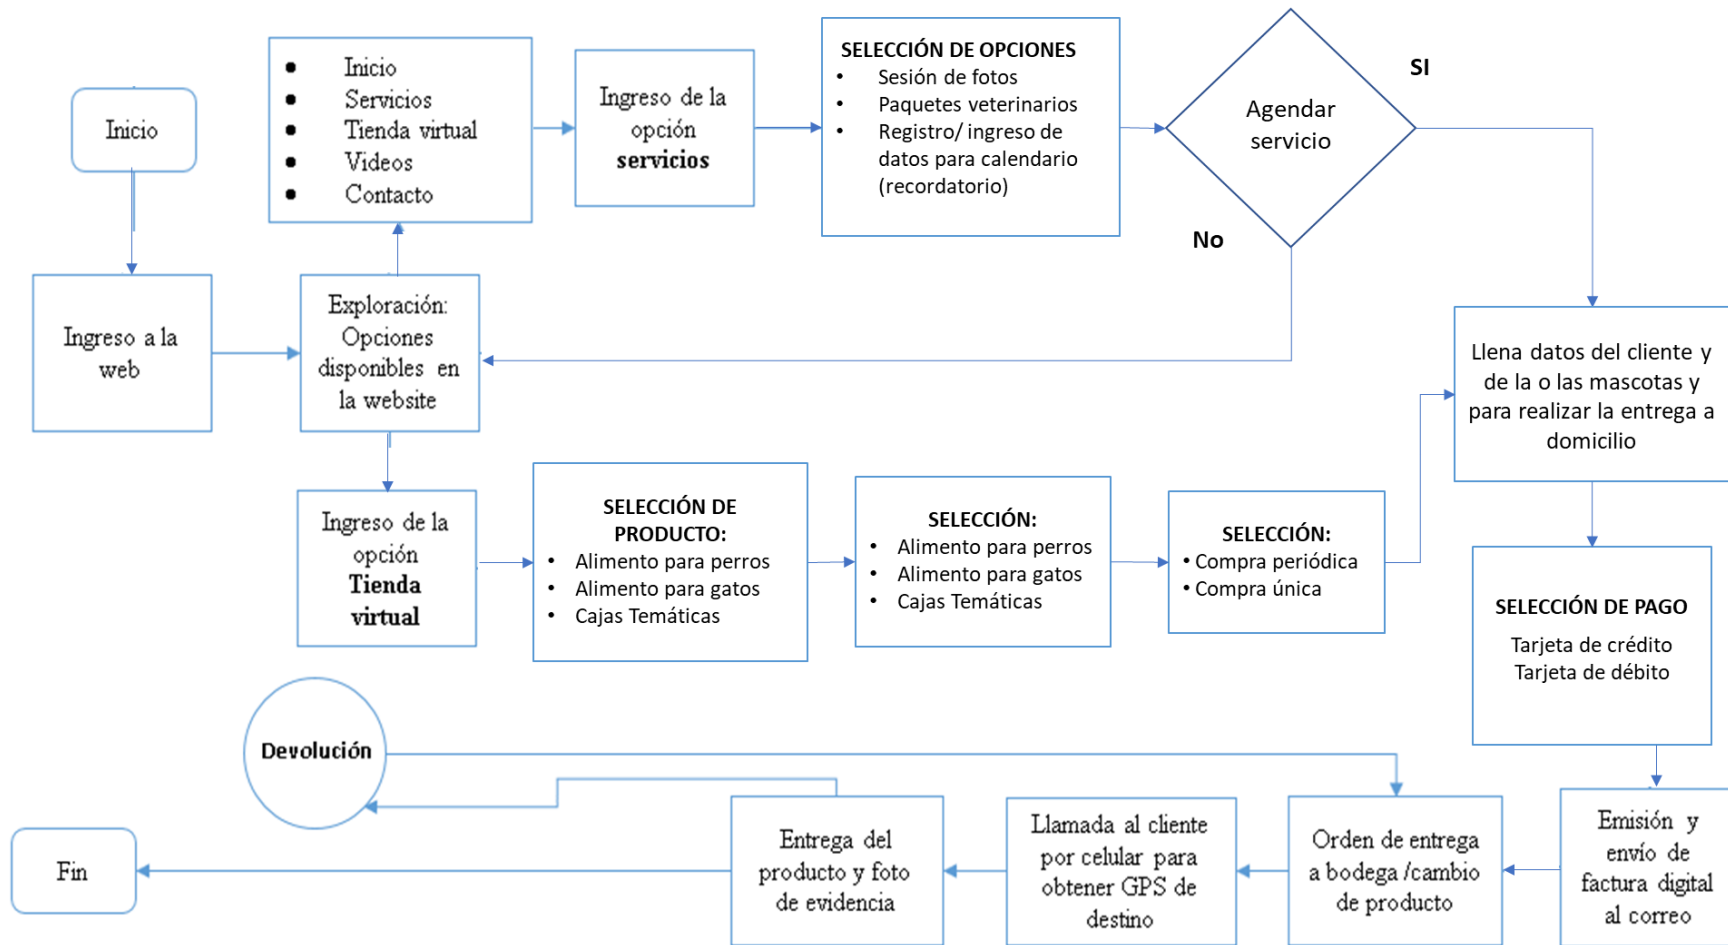 Inicio
Ingreso a la
web
Exploración:
Opciones
disponibles en
la website
• Inicio
• Servicios
• Tienda virtual
• Videos
• Contacto
Ingreso de la
opción
servicios
SELECCIÓN DE OPCIONES
• Sesión de fotos
• Paquetes veterinarios
• Registro/ ingreso de
datos para calendario
(recordatorio)
Agendar
servicio
SI
No
Llena datos del cliente y
de la o las mascotas y
para realizar la entrega a
domicilio
Ingreso de la
opción
Tienda
virtual
SELECCIÓN DE
PRODUCTO:
• Alimento para perros
• Alimento para gatos
• Cajas Temáticas
SELECCIÓN:
• Alimento para perros
• Alimento para gatos
• Cajas Temáticas
SELECCIÓN:
• Compra periódica
• Compra única
SELECCIÓN DE PAGO
Tarjeta de crédito
Tarjeta de débito
Emisión y
envío de
factura digital
al correo
Orden de entrega
a bodega /cambio
de producto
Llamada al cliente
por celular para
obtener GPS de
destino
Entrega del
producto y foto
de evidencia
Devolución
Fin